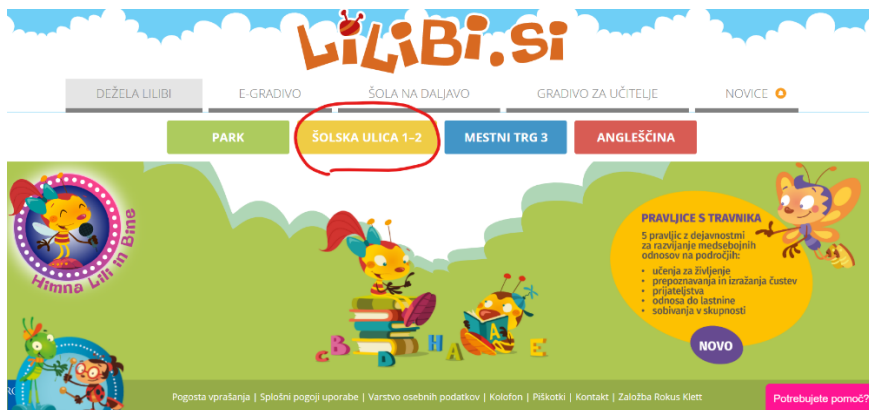 LiLiBi.Si
DEŽELA LILIBI E-GRADIVO ŠOLA NA DALJAVO GRADIVO ZA UČITELJE NOVICE
PARK ŠOLSKA ULICA 1–2 MESTNI TRG 3 ANGLEŠČINA
Himna Lili in Bine
PRAVLJICE S TRAVNIKA
5 pravljic z dejavnostmi
za razvijanje medsebojnih
odnosov na področjih:
• učenja za življenje
• prepoznavanja in izražanja čustev
• prijateljstva
• odnosa do lastnine
• sobivanja v skupnosti
NOVO
C B D H A A E
Pogosta vprašanja | Splošni pogoji uporabe | Varstvo osebnih podatkov | Kolofon | Piškotki | Kontakt | Založba Rokus Klett
Potrebujete pomoč?